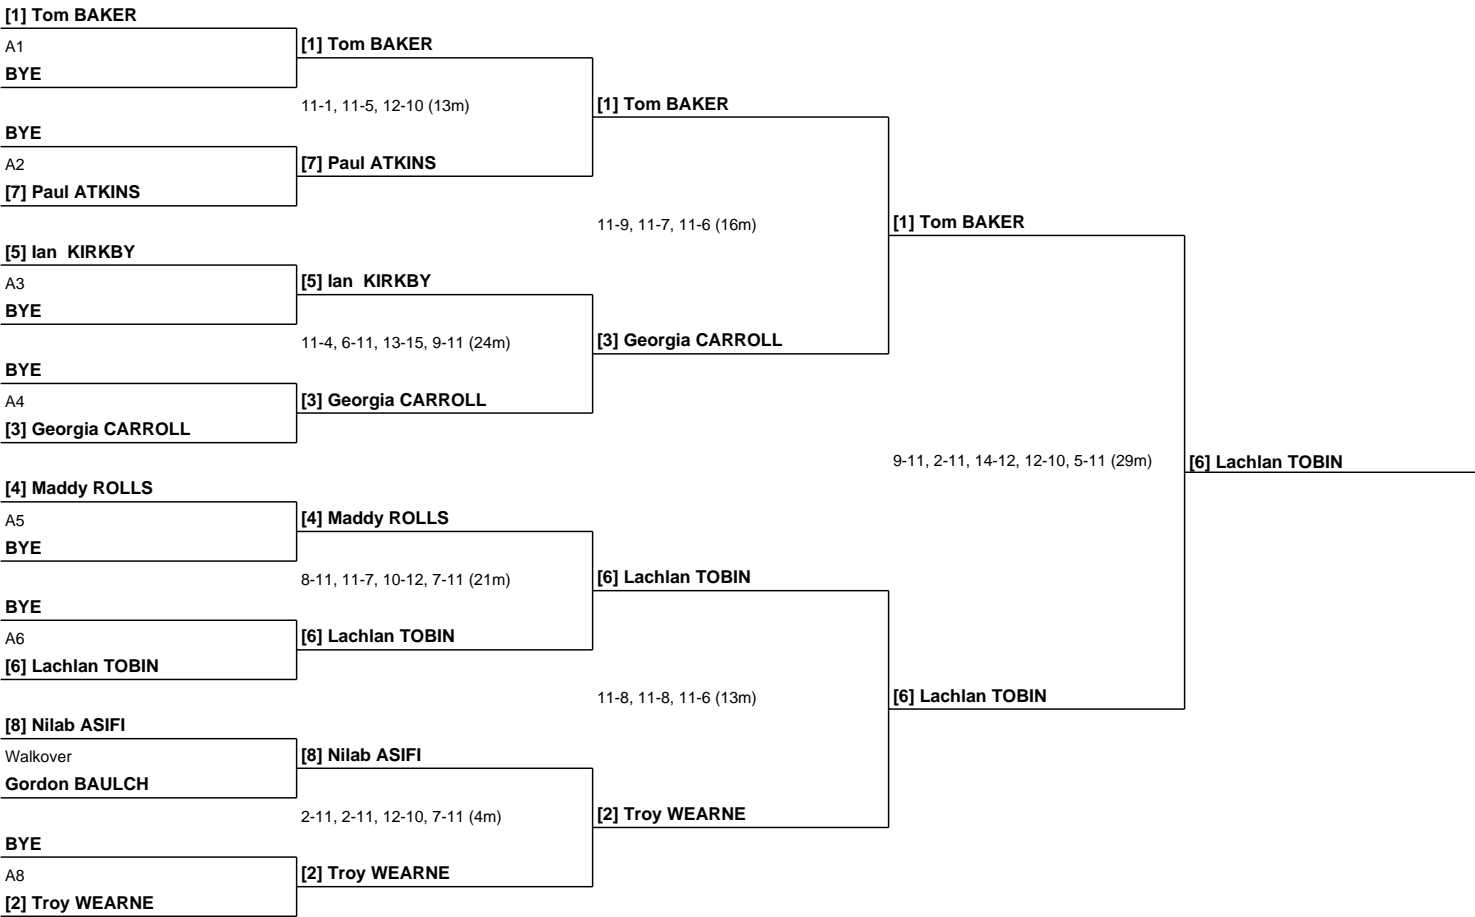 [1] Tom BAKER
A1
BYE
BYE
A2
[7] Paul ATKINS
[5] Ian  KIRKBY
A3
BYE
BYE
A4
[3] Georgia CARROLL
[4] Maddy ROLLS
A5
BYE
BYE
A6
[6] Lachlan TOBIN
[8] Nilab ASIFI
Walkover
Gordon BAULCH
BYE
A8
[2] Troy WEARNE
[1] Tom BAKER
11-1, 11-5, 12-10 (13m)
[7] Paul ATKINS
[5] Ian  KIRKBY
11-4, 6-11, 13-15, 9-11 (24m)
[3] Georgia CARROLL
[4] Maddy ROLLS
8-11, 11-7, 10-12, 7-11 (21m)
[6] Lachlan TOBIN
[8] Nilab ASIFI
2-11, 2-11, 12-10, 7-11 (4m)
[2] Troy WEARNE
[1] Tom BAKER
11-9, 11-7, 11-6 (16m)
[3] Georgia CARROLL
[6] Lachlan TOBIN
11-8, 11-8, 11-6 (13m)
[2] Troy WEARNE
[1] Tom BAKER
9-11, 2-11, 14-12, 12-10, 5-11 (29m)
[6] Lachlan TOBIN
[6] Lachlan TOBIN